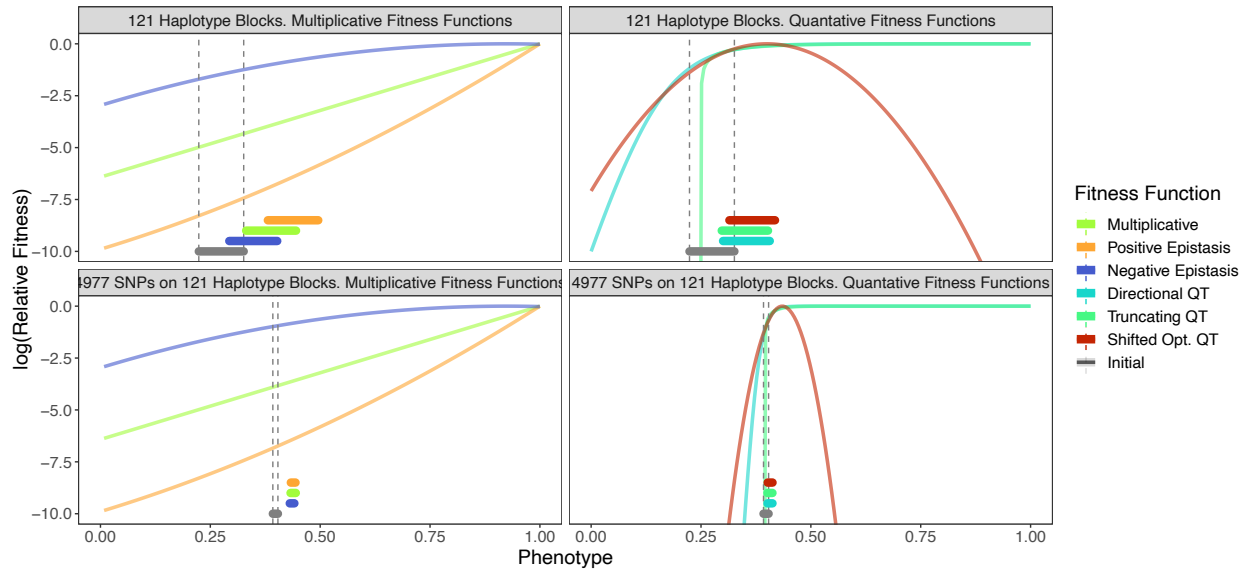 121 Haplotype Blocks. Multiplicative Fitness Functions
121 Haplotype Blocks. Quantative Fitness Functions
0.0
−2.5
−5.0
−7.5
−10.0
4977 SNPs on 121 Haplotype Blocks. Multiplicative Fitness Functions
4977 SNPs on 121 Haplotype Blocks. Quantative Fitness Functions
0.0
−2.5
−5.0
−7.5
−10.0
log(Relative Fitness)
0.00
0.25
0.50
0.75
1.00
0.00
0.25
0.50
0.75
1.00
Phenotype
Fitness Function
Multiplicative
Positive Epistasis
Negative Epistasis
Directional QT
Truncating QT
Shifted Opt. QT
Initial